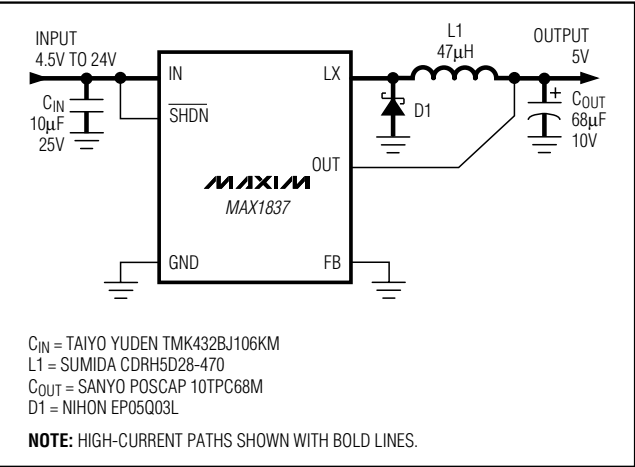 INPUT
4.5V TO 24V
L1
47µH
OUTPUT
5V
IN
LX
CIN
10µF
25V
SHDN
D1
+
COUT
68µF
10V
OUT
MAXIM
MAX1837
GND
FB
CIN = TAIYO YUDEN TMK432BJ106KM
L1 = SUMIDA CDRH5D28-470
COUT = SANYO POSCAP 10TPC68M
D1 = NIHON EP05Q03L
NOTE: HIGH-CURRENT PATHS SHOWN WITH BOLD LINES.